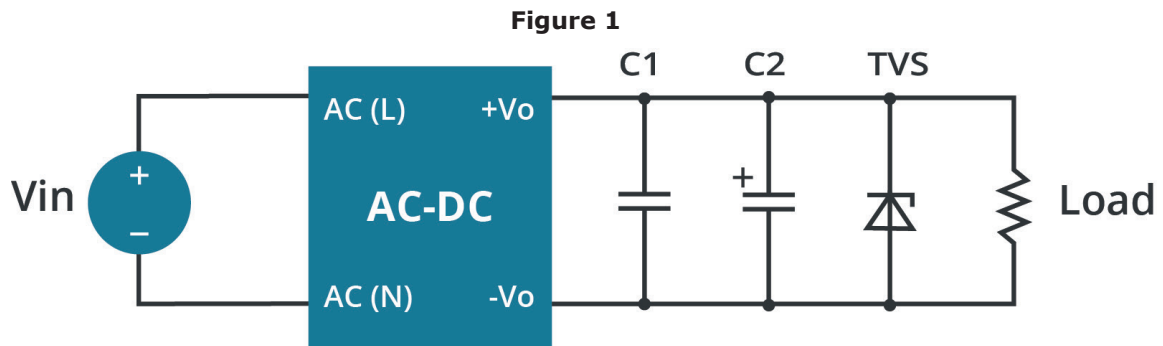 Figure 1
C1 C2 TVS
AC (L) +Vo
+
Vin AC-DC + Load
−
AC (N) -Vo